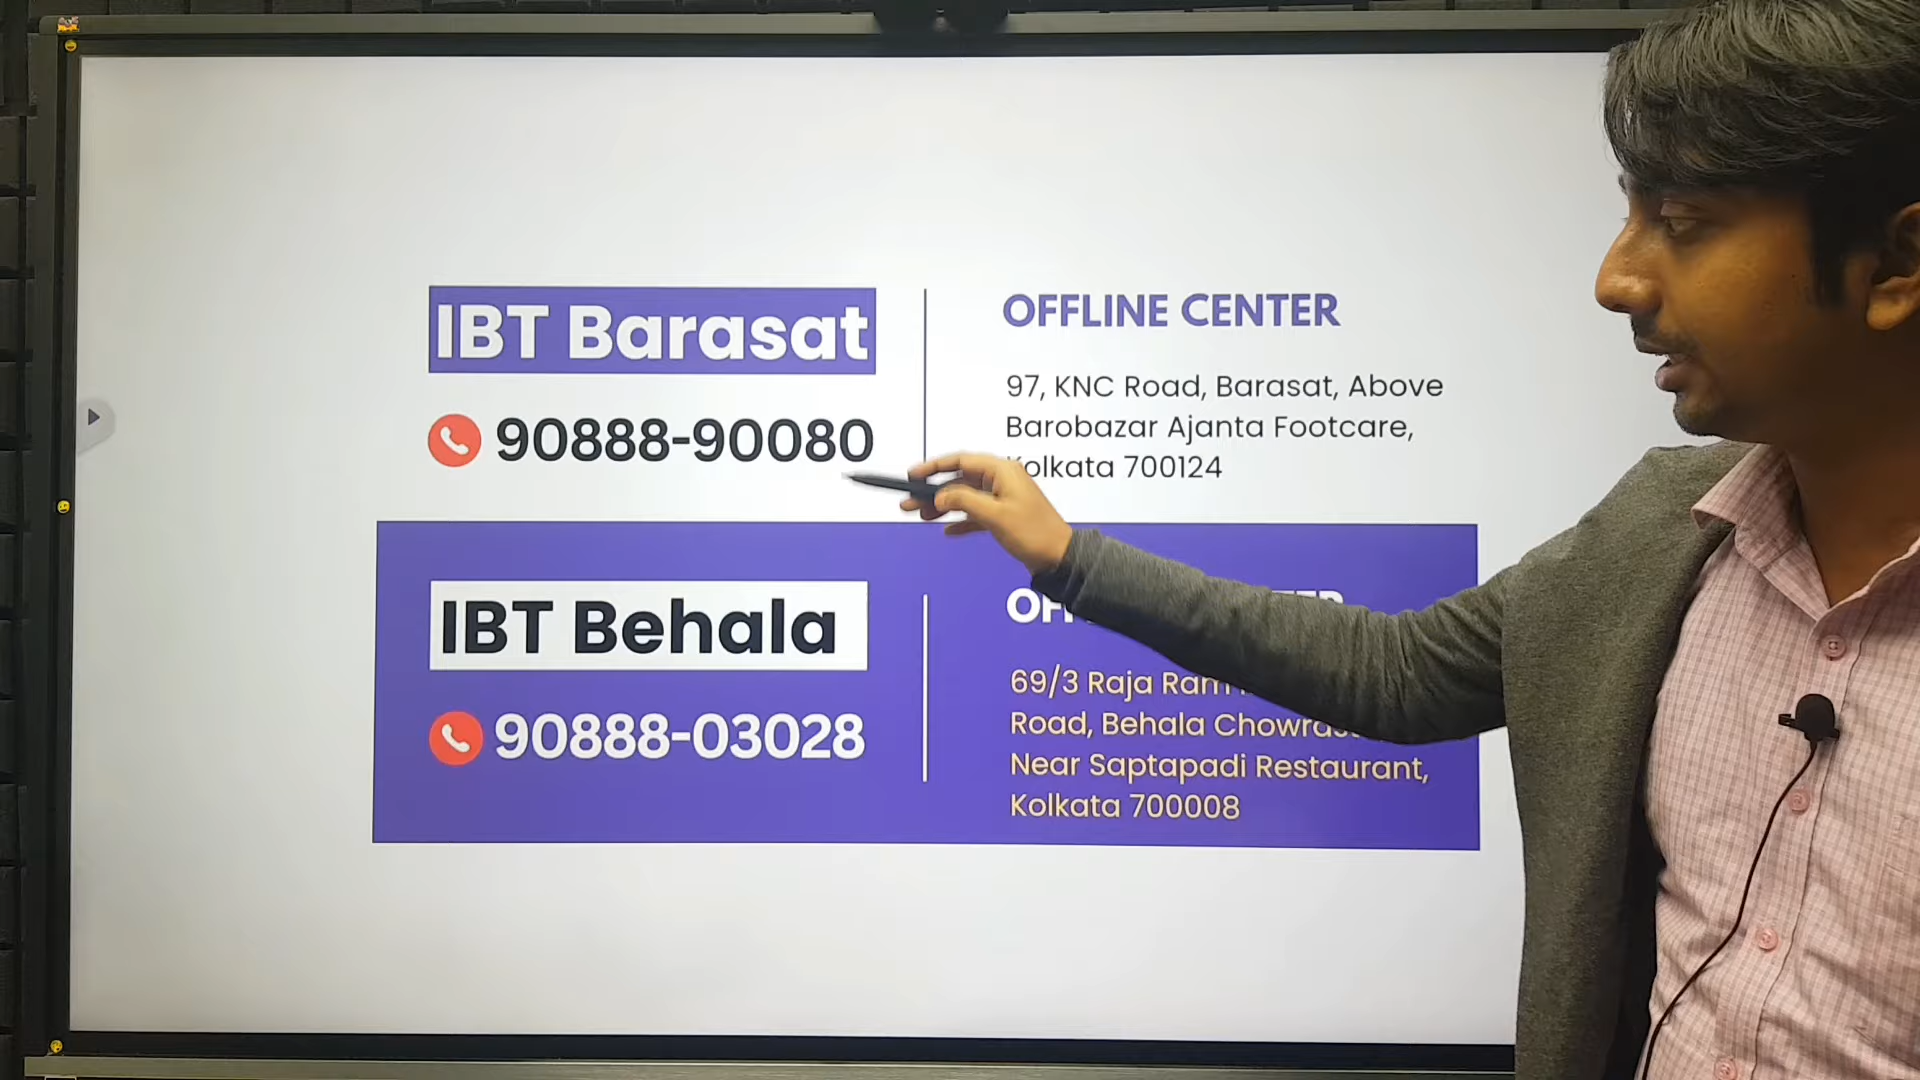 IBT Barasat
90888-90080
OFFLINE CENTER
97, KNC Road, Barasat, Above
Barobazar Ajanta Footcare,
Kolkata 700124
IBT Behala
90888-03028
69/3 Raja Ram
Road, Behala
Near Saptapadi Restaurant,
Kolkata 700008